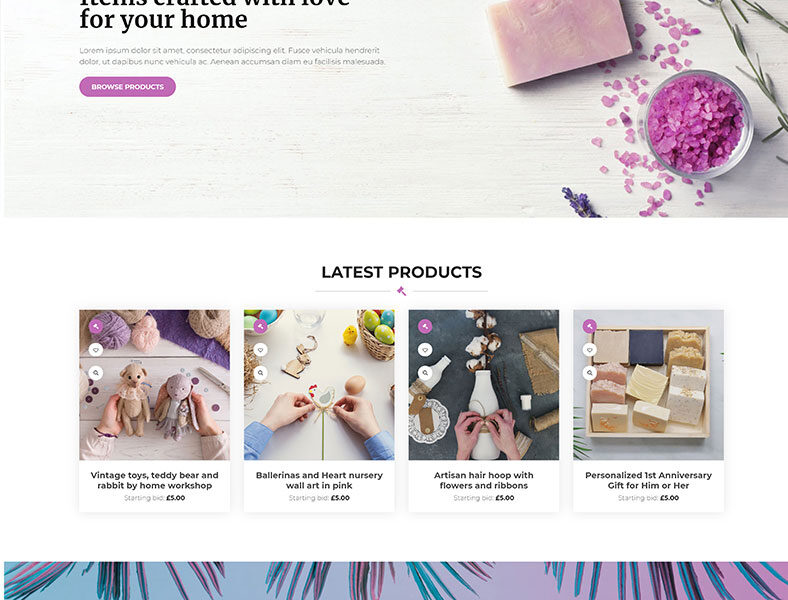 Items crafted with love
for your home
Lorem ipsum dolor sit amet, consectetur adipiscing elit. Fusce vehicula hendrerit
dolor, ut dapibus nunc vehicula ac. Aenean accumsan diam eu facilisis malesuada.
BROWSE PRODUCTS
LATEST PRODUCTS
Vintage toys, teddy bear and
rabbit by home workshop
Starting bid: £5.00
Ballerinas and Heart nursery
wall art in pink
Starting bid: £5.00
Artisan hair hoop with
flowers and ribbons
Starting bid: £5.00
Personalized 1st Anniversary
Gift for Him or Her
Starting bid: £5.00